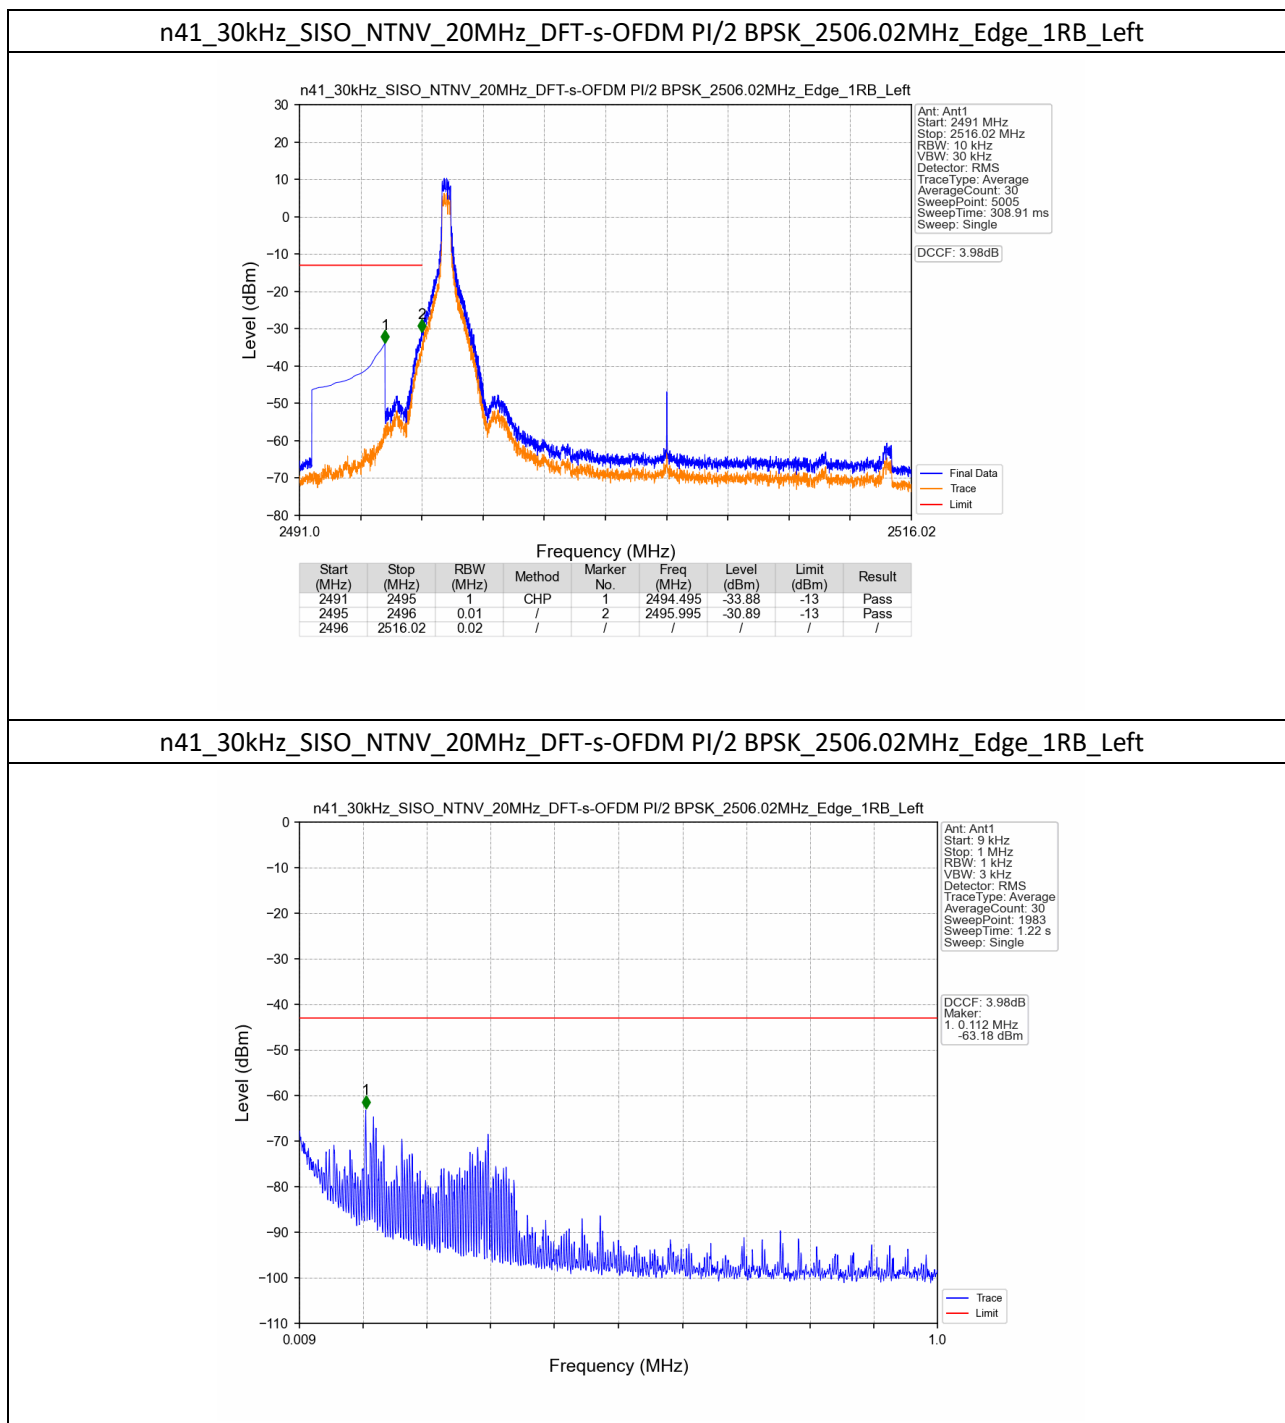 n41_30kHz_SISO_NTNV_20MHz_DFT-s-OFDM PI/2 BPSK_2506.02MHz_Edge_1RB_Left
n41_30kHz_SISO_NTNV_20MHz_DFT-s-OFDM PI/2 BPSK_2506.02MHz_Edge_1RB_Left
30
20
10
0
−10
−20
−30
−40
−50
−60
−70
−80
Level (dBm)
1
2
2491.0
2516.02
Frequency (MHz)
Ant: Ant1
Start: 2491 MHz
Stop: 2516.02 MHz
RBW: 10 kHz
VBW: 30 kHz
Detector: RMS
TraceType: Average
AverageCount: 30
SweepPoint: 5005
SweepTime: 308.91 ms
Sweep: Single
DCCF: 3.98dB
Final Data
Trace
Limit
Start (MHz) Stop (MHz) RBW (MHz) Method Marker No. Freq (MHz) Level (dBm) Limit (dBm) Result
2491 2495 1 CHP 1 2494.495 -33.88 -13 Pass
2495 2496 0.01 / 2 2495.995 -30.89 -13 Pass
2496 2516.02 0.02 / / / / / /
n41_30kHz_SISO_NTNV_20MHz_DFT-s-OFDM PI/2 BPSK_2506.02MHz_Edge_1RB_Left
n41_30kHz_SISO_NTNV_20MHz_DFT-s-OFDM PI/2 BPSK_2506.02MHz_Edge_1RB_Left
0
−10
−20
−30
−40
−50
−60
−70
−80
−90
−100
−110
Level (dBm)
1
0.009
1.0
Frequency (MHz)
Ant: Ant1
Start: 9 kHz
Stop: 1 MHz
RBW: 1 kHz
VBW: 3 kHz
Detector: RMS
TraceType: Average
AverageCount: 30
SweepPoint: 1983
SweepTime: 1.22 s
Sweep: Single
DCCF: 3.98dB
Maker:
1. 0.112 MHz
-63.18 dBm
Trace
Limit